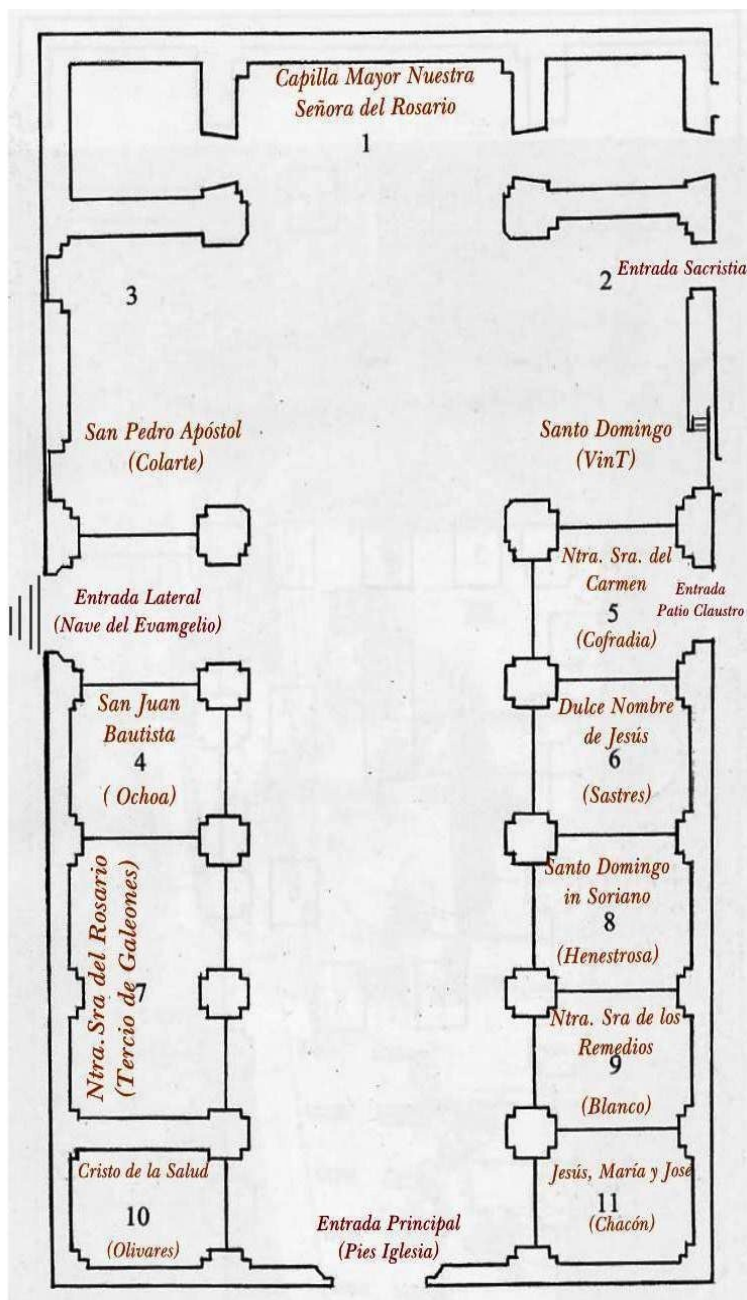 Capilla Mayor Nuestra
Señora del Rosario
1
2 Entrada Sacristia
3
San Pedro Apóstol
(Colarte)
Santo Domingo
(VinT)
Entrada Lateral
(Nave del Evamgelio)
Ntra. Sra. del
Carmen
5
(Cofradia)
Entrada
Patio Claustro
San Juan
Bautista
4
( Ochoa)
Dulce Nombre
de Jesús
6
(Sastres)
Ntra.Sra del Rosario
(Tercio de Galeones)
7
Santo Domingo
in Soriano
8
(Henestrosa)
Ntra. Sra de los
Remedios
9
(Blanco)
Cristo de la Salud
10
(Olivares)
Jesús, María y José
11
(Chacón)
Entrada Principal
(Pies Iglesia)